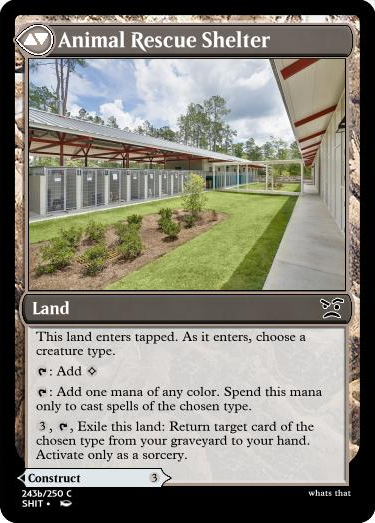 Animal Rescue Shelter
Land
This land enters tapped. As it enters, choose a
creature type.
: Add
: Add one mana of any color. Spend this mana
only to cast spells of the chosen type.
3, , Exile this land: Return target card of the
chosen type from your graveyard to your hand.
Activate only as a sorcery.
Construct 3
243b/250 C
SHIT •
whats that